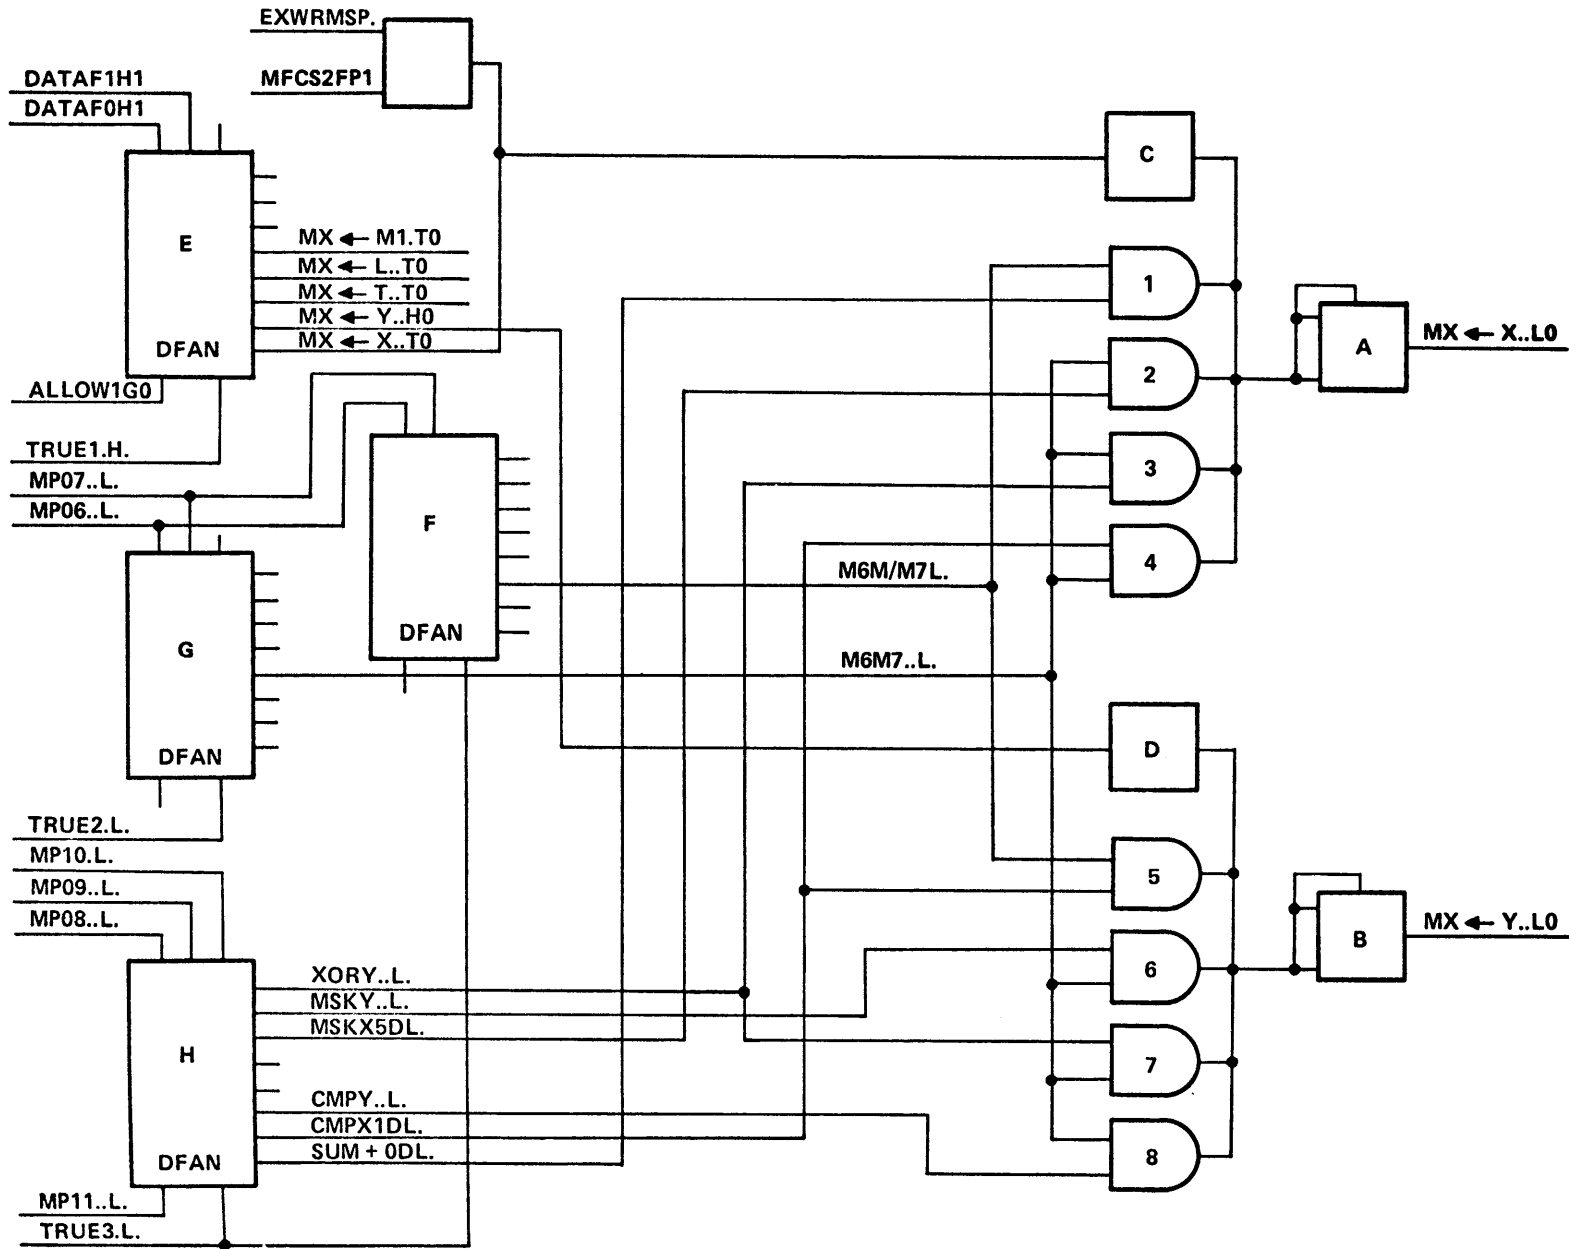 EXWRMSP.
MFCS2FP1
DATAF1H1
DATAF0H1
C
E
MX ← M1.T0
MX ← L..T0
MX ← T..T0
MX ← Y..H0
MX ← X..T0
DFAN
1
A
MX ← X..L0
ALLOW1G0
2
TRUE1.H.
MP07..L.
MP06..L.
3
F
4
M6M/M7L.
DFAN
G
M6M7..L.
DFAN
D
TRUE2.L.
MP10.L.
MP09..L.
MP08..L.
5
B
MX ← Y..L0
XORY..L.
MSKY..L.
MSKX5DL.
6
H
7
CMPY..L.
CMPX1DL.
SUM + 0DL.
DFAN
8
MP11..L.
TRUE3.L.